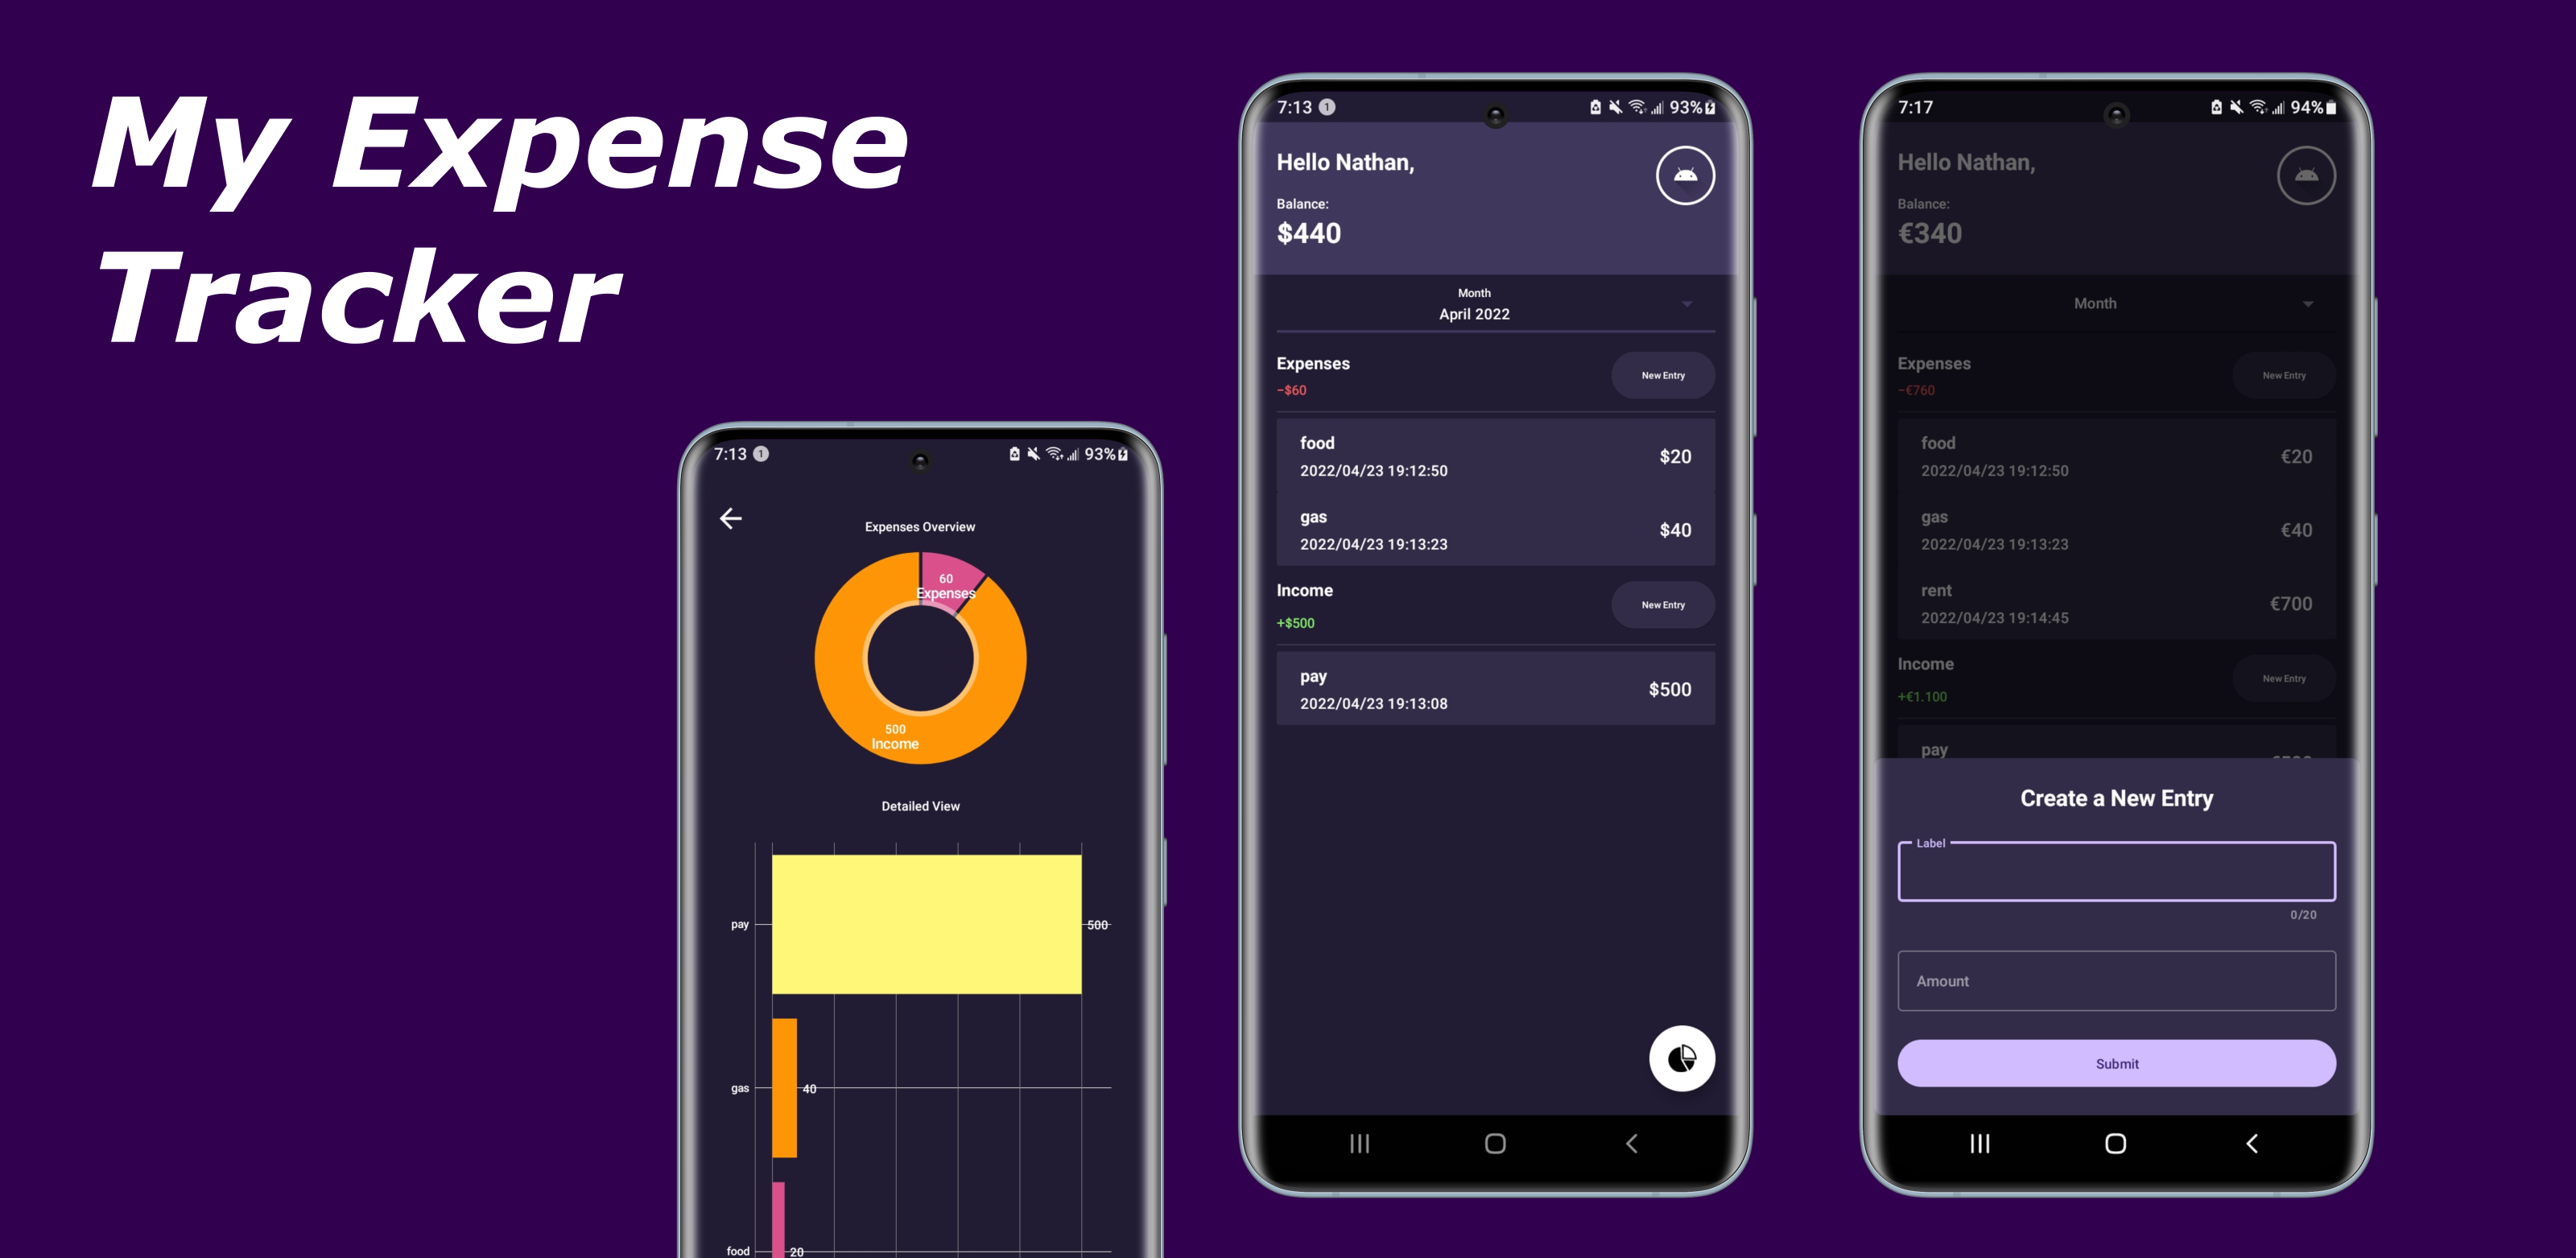 My Expense
Tracker
7:13 1 93%
Expenses Overview
60
Expenses
500
Income
Detailed View
pay 500
gas 40
food 20
7:13 1 93%
Hello Nathan,
Balance:
$440
Month
April 2022
Expenses
New Entry
-$60
food
$20
2022/04/23 19:12:50
gas
$40
2022/04/23 19:13:23
Income
New Entry
+$500
pay
$500
2022/04/23 19:13:08
7:17 94%
Hello Nathan,
Balance:
€340
Month
Expenses
New Entry
-€760
food
€20
2022/04/23 19:12:50
gas
€40
2022/04/23 19:13:23
rent
€700
2022/04/23 19:14:45
Income
New Entry
+€1.100
pay
Create a New Entry
Label
0/20
Amount
Submit